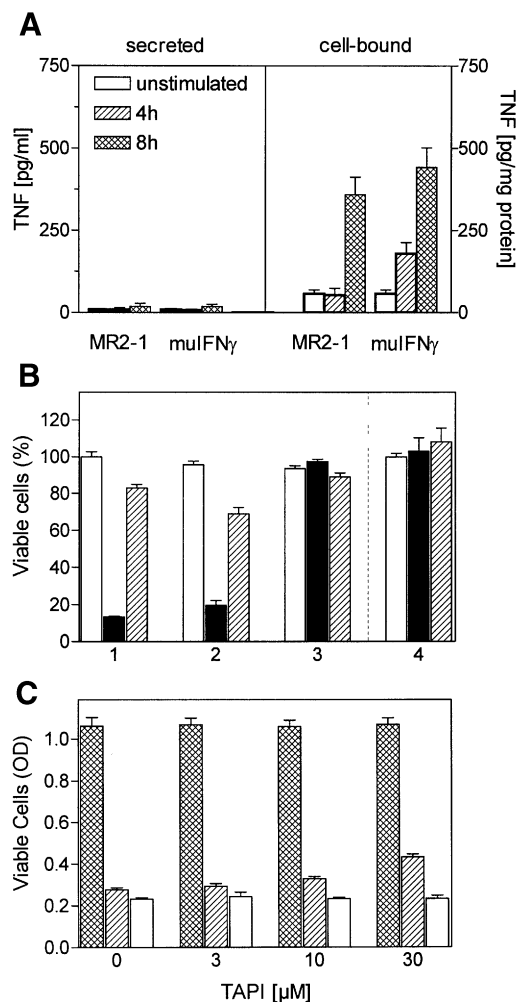 A
secreted
cell-bound
750
500
250
0
TNF [pg/ml]
unstimulated
4h
8h
750
500
250
0
TNF [pg/mg protein]
MR2-1
muIFNγ
MR2-1
muIFNγ
B
120
100
80
60
40
20
0
Viable cells (%)
1
2
3
4
C
1.0
0.8
0.6
0.4
0.2
0.0
Viable Cells (OD)
0
3
10
30
TAPI [µM]